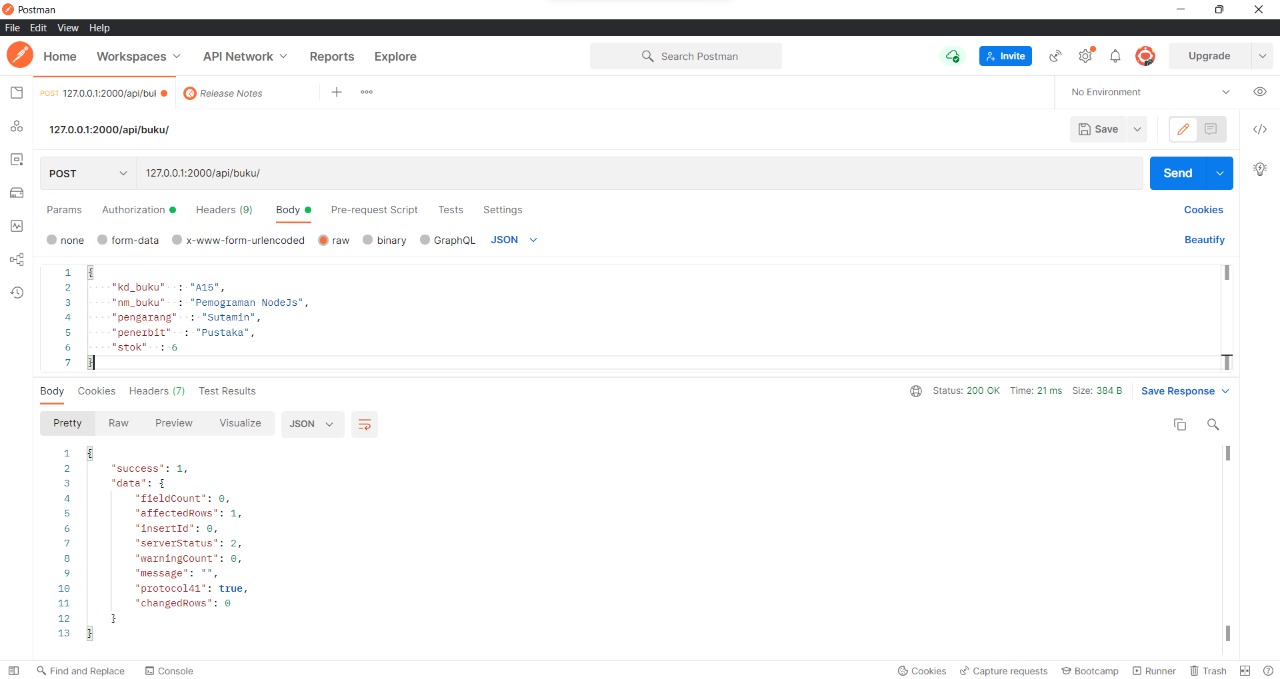 Postman
File Edit View Help
Home Workspaces API Network Reports Explore Search Postman Invite Upgrade
POST 127.0.0.1:2000/api/bul Release Notes No Environment
127.0.0.1:2000/api/buku/ Save
POST 127.0.0.1:2000/api/buku/ Send
Params Authorization Headers (9) Body Pre-request Script Tests Settings Cookies
none form-data x-www-form-urlencoded raw binary GraphQL JSON Beautify
1 {
2 "kd_buku" : "A15",
3 "nm_buku" : "Pemograman NodeJs",
4 "pengarang" : "Sutamin",
5 "penerbit" : "Pustaka",
6 "stok" : 6
7 }
Body Cookies Headers (7) Test Results Status: 200 OK Time: 21 ms Size: 384 B Save Response
Pretty Raw Preview Visualize JSON
1 {
2 "success": 1,
3 "data": {
4 "fieldCount": 0,
5 "affectedRows": 1,
6 "insertId": 0,
7 "serverStatus": 2,
8 "warningCount": 0,
9 "message": "",
10 "protocol41": true,
11 "changedRows": 0
12 }
13 }
Find and Replace Console Cookies Capture requests Bootcamp Runner Trash